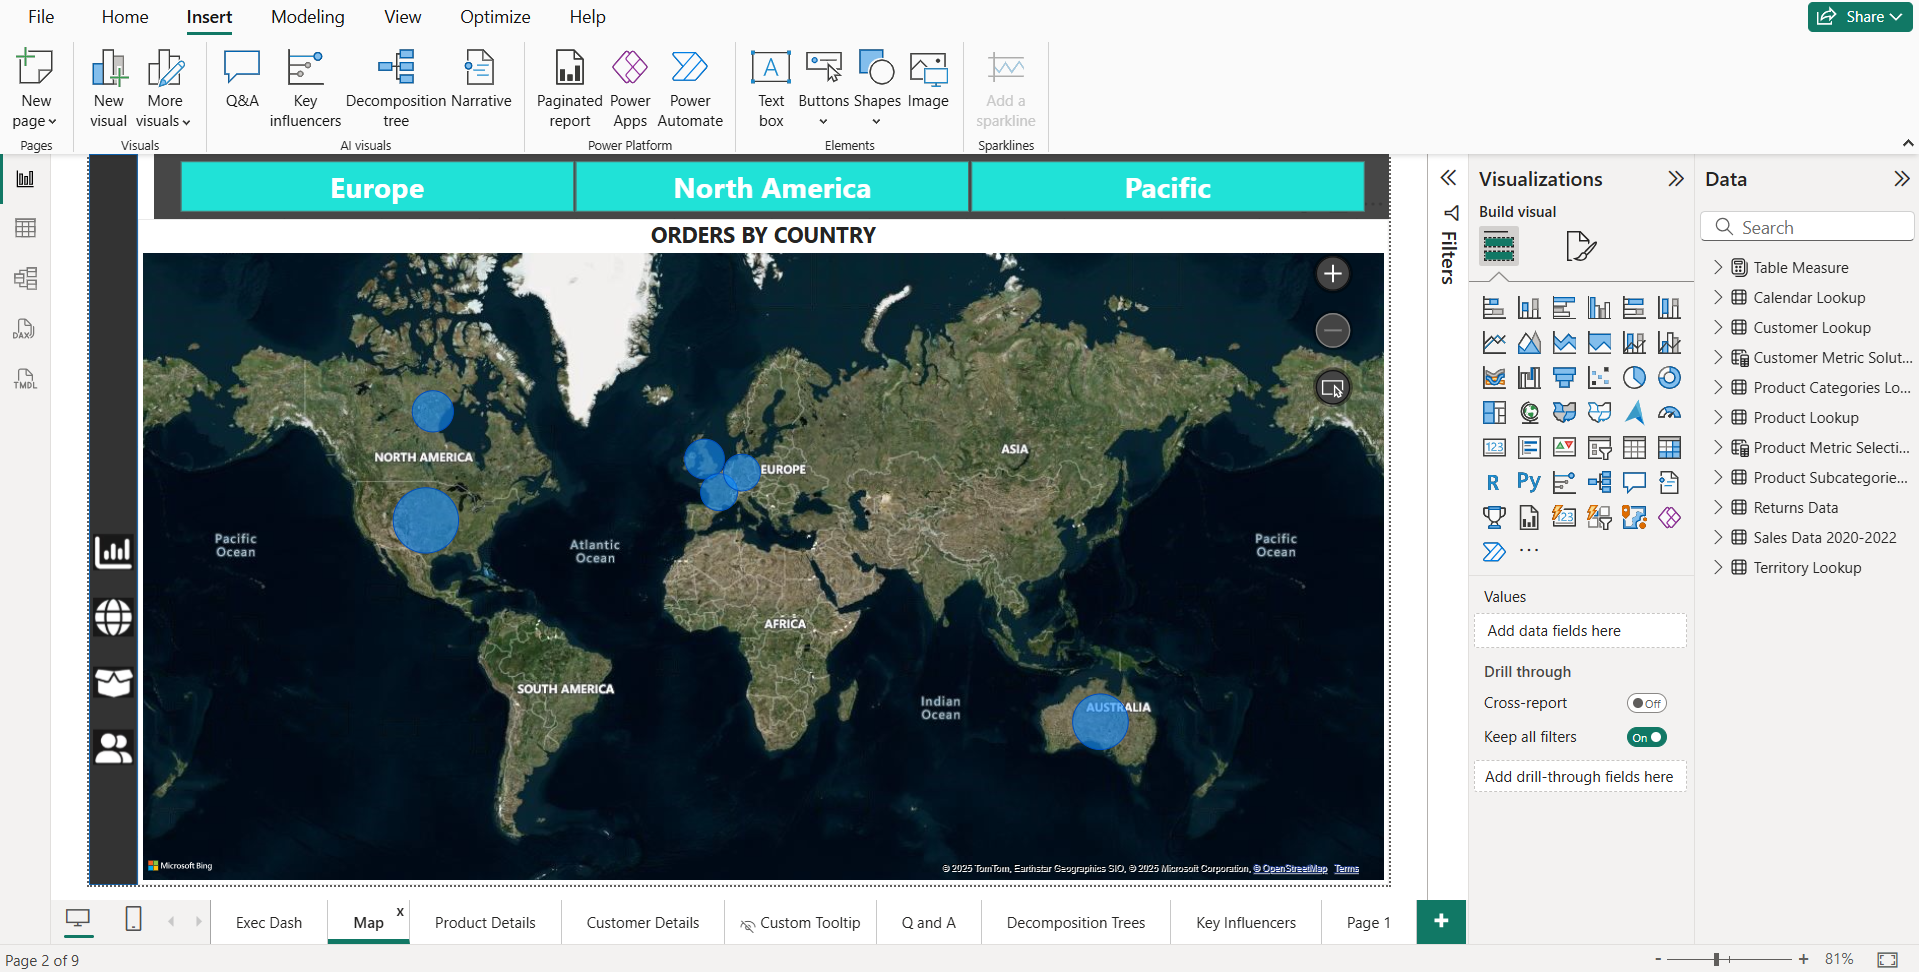 File Home Insert Modeling View Optimize Help
Share
New page
New visual
More visuals
Q&A
Key influencers
Decomposition tree
Narrative
Paginated report
Power Apps
Power Automate
Text box
Buttons
Shapes
Image
Add a sparkline
Pages
Visuals
AI visuals
Power Platform
Elements
Sparklines
DAX
TMDL
Europe
North America
Pacific
ORDERS BY COUNTRY
NORTH AMERICA
EUROPE
ASIA
Pacific Ocean
Atlantic Ocean
Pacific Ocean
AFRICA
SOUTH AMERICA
Indian Ocean
AUSTRALIA
Microsoft Bing
© 2025 TomTom, Earthstar Geographics SIO, © 2025 Microsoft Corporation, © OpenStreetMap Terms
Filters
Visualizations
Build visual
123
R
Py
123
Values
Add data fields here
Drill through
Cross-report
Off
Keep all filters
On
Add drill-through fields here
Data
Search
Table Measure
Calendar Lookup
Customer Lookup
Customer Metric Solut...
Product Categories Lo...
Product Lookup
Product Metric Selecti...
Product Subcategorie...
Returns Data
Sales Data 2020-2022
Territory Lookup
Exec Dash
Map
x
Product Details
Customer Details
Custom Tooltip
Q and A
Decomposition Trees
Key Influencers
Page 1
+
Page 2 of 9
- + 81%